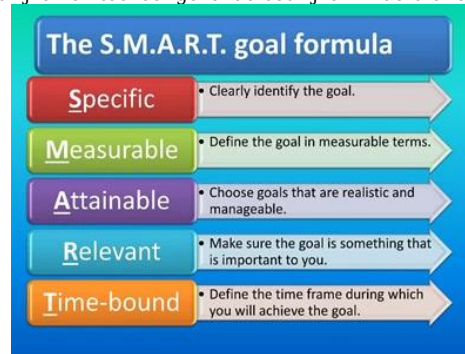 The S.M.A.R.T. goal formula
Specific
• Clearly identify the goal.
Measurable
• Define the goal in measurable terms.
Attainable
• Choose goals that are realistic and
manageable.
Relevant
• Make sure the goal is something that
is important to you.
Time-bound
• Define the time frame during which
you will achieve the goal.